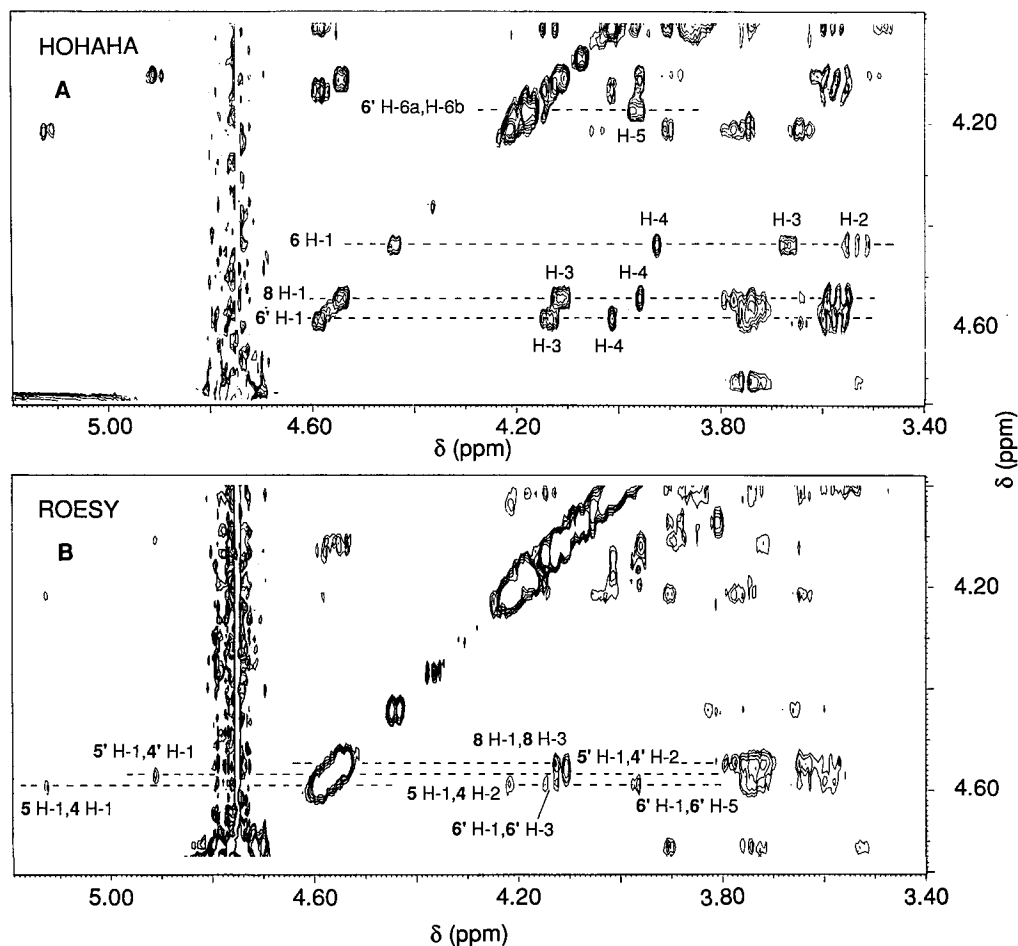 HOHAHA
A
6' H-6a,H-6b
H-5
4.20
H-4
H-3
H-2
6 H-1
H-3
H-4
8 H-1
6' H-1
4.60
H-3
H-4
5.00
4.60
4.20
3.80
3.40
δ (ppm)
δ (ppm)
ROESY
B
4.20
8 H-1,8 H-3
5' H-1,4' H-1
5' H-1,4' H-2
4.60
5 H-1,4 H-1
5 H-1,4 H-2
6' H-1,6' H-5
6' H-1,6' H-3
5.00
4.60
4.20
3.80
3.40
δ (ppm)